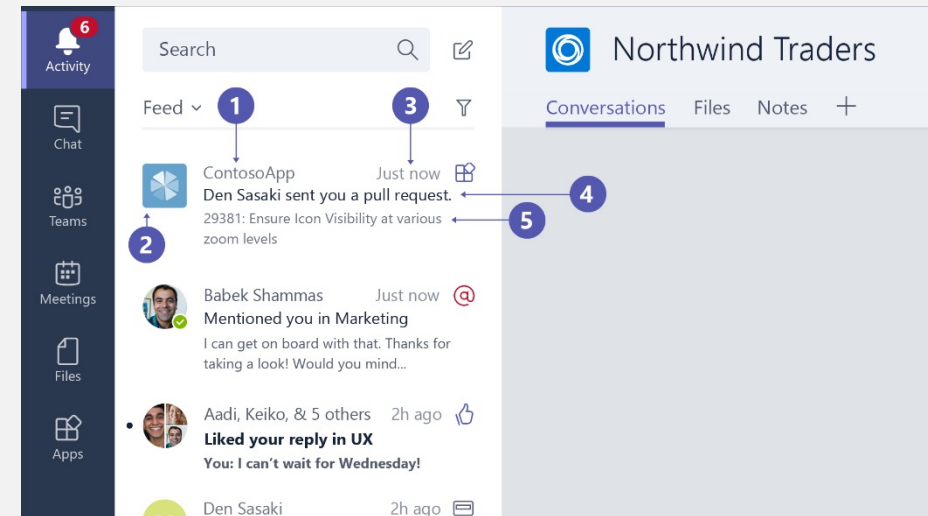 6
Activity
Chat
Teams
Meetings
Files
Apps
Search
Feed
1
3
ContosoApp Just now
Den Sasaki sent you a pull request.
4
29381: Ensure Icon Visibility at various
zoom levels
5
2
Babek Shammas Just now @
Mentioned you in Marketing
I can get on board with that. Thanks for
taking a look! Would you mind...
Aadi, Keiko, & 5 others 2h ago
Liked your reply in UX
You: I can't wait for Wednesday!
Den Sasaki 2h ago
Northwind Traders
Conversations Files Notes +